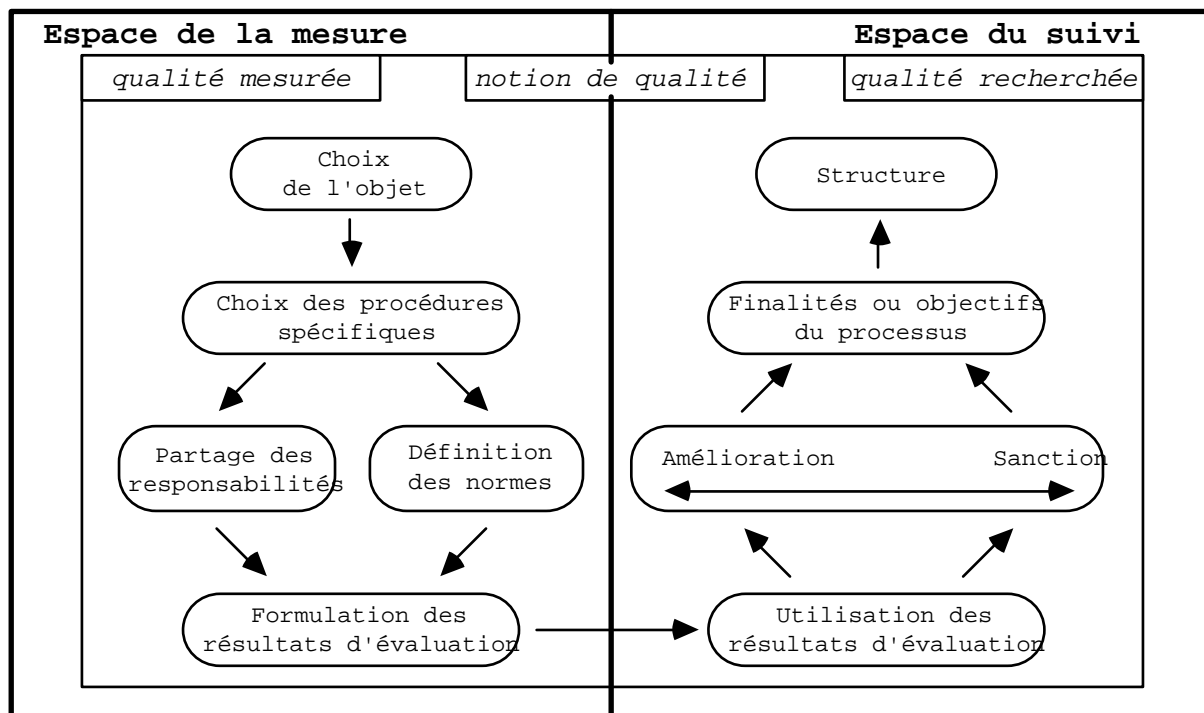 Espace de la mesure
Espace du suivi
qualité mesurée
notion de qualité
qualité recherchée
Choix
de l'objet
Structure
Choix des procédures
spécifiques
Finalités ou objectifs
du processus
Partage des
responsabilités
Définition
des normes
Amélioration
Sanction
Formulation des
résultats d'évaluation
Utilisation des
résultats d'évaluation